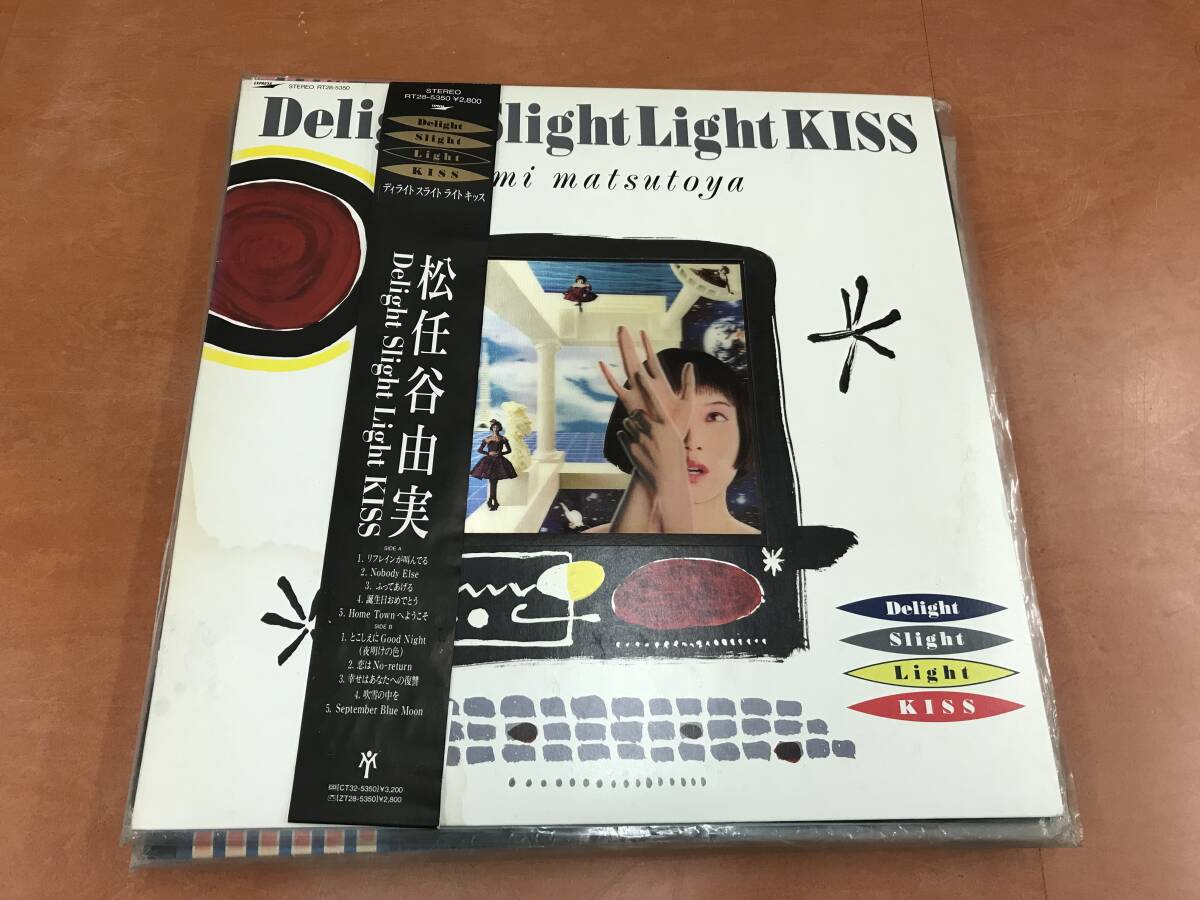 EXPRESS
STEREO RT28-5350
Delight Slight Light KISS
mi matsutoya
STEREO
RT28-5350 ¥2,800
Delight
Slight
Light
KISS
ディライト スライト ライト キッス
松任谷由実
Delight Slight Light KISS
SIDE A
1. リフレインが叫んでる
2. Nobody Else
3. ふってあげる
4. 誕生日おめでとう
5. Home Townへようこそ
SIDE B
1. とこしえにGood Night
(夜明けの色)
2. 恋はNo-return
3. 幸せはあなたへの復讐
4. 吹雪の中を
5. September Blue Moon
[CT32-5350]¥3,200
[ZT28-5350]¥2,800
Delight
Slight
Light
KISS